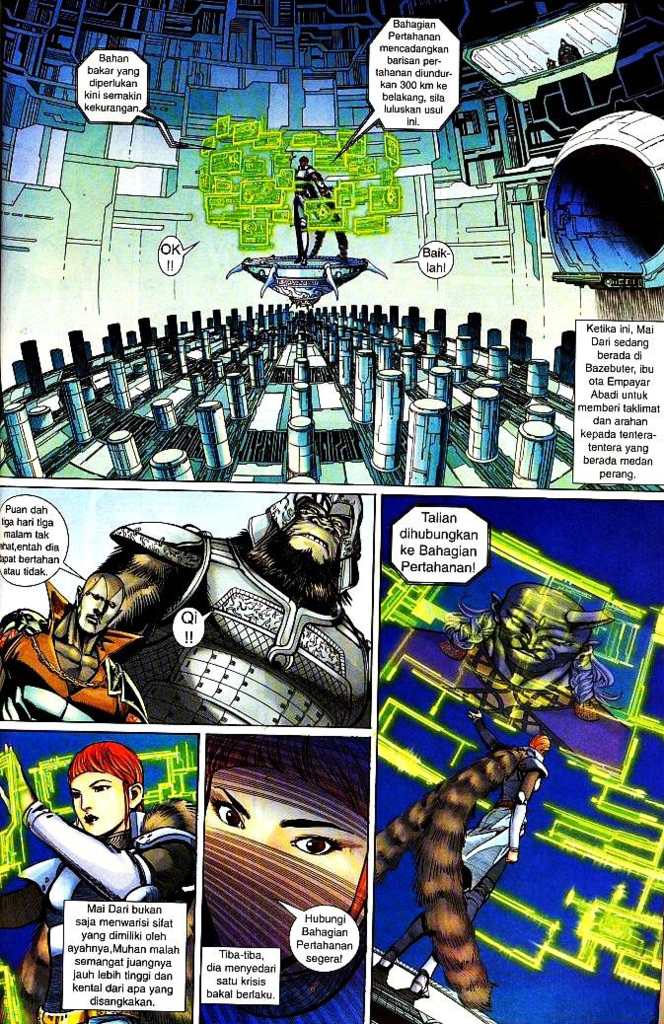 Bahan
bakar yang
diperlukan
kini semakin
kekurangan.
Bahagian
Pertahanan
mencadangkan
barisan per-
tahanan diundur-
kan 300 km ke
belakang, sila
luluskan usul
ini.
OK
!!
Baik-
lah!
Ketika ini, Mai
Dari sedang
berada di
Bazebuter, ibu
ota Empayar
Abadi untuk
memberi taklimat
dan arahan
kepada tentera-
tentera yang
berada medan
perang.
Puan dah
tiga hari tiga
malam tak
ehat,entah dia
apat bertahan
atau tidak.
Qi
!!
Talian
dihubungkan
ke Bahagian
Pertahanan!
Mai Dari bukan
saja menwarisi sifat
yang dimiliki oleh
ayahnya,Muhan malah
semangat juangnya
jauh lebih tinggi dan
kental dari apa yang
disangkakan.
Tiba-tiba,
dia menyedari
satu krisis
bakal berlaku.
Hubungi
Bahagian
Pertahanan
segera!